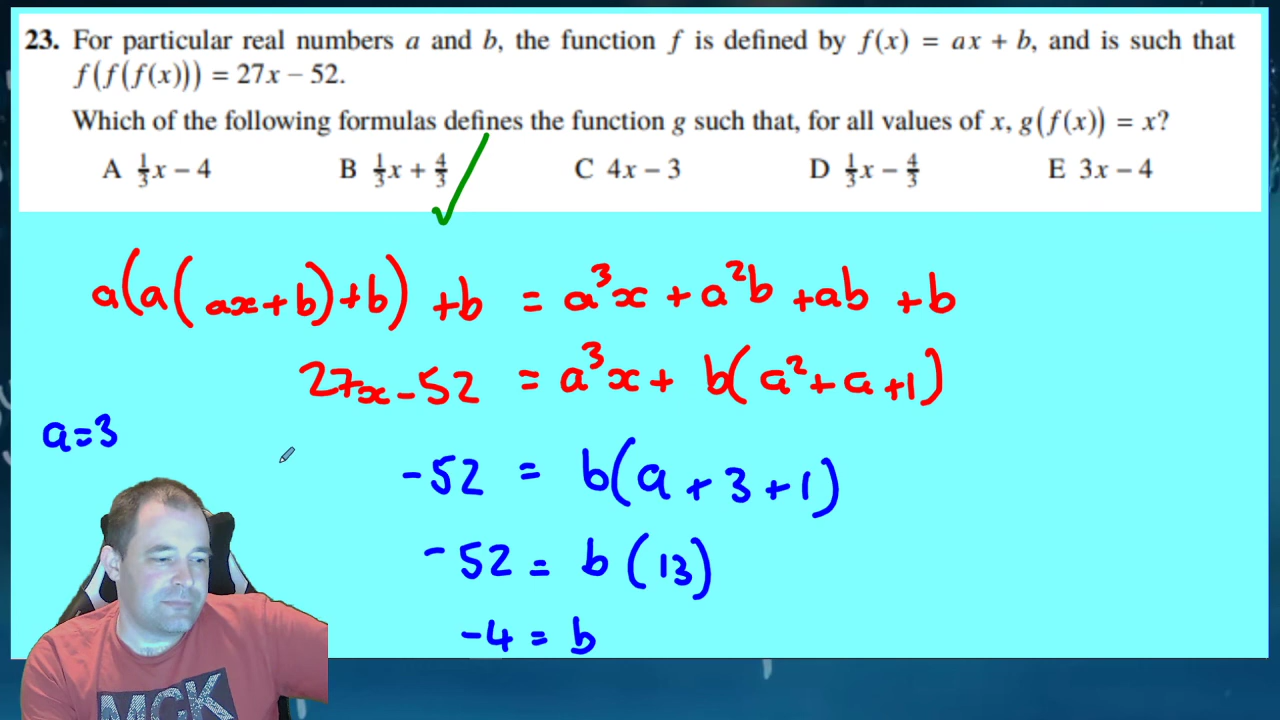 23. For particular real numbers a and b, the function f is defined by f(x) = ax + b, and is such that
f(f(f(x))) = 27x − 52.
Which of the following formulas defines the function g such that, for all values of x, g(f(x)) = x?
A 1/3x − 4 B 1/3x + 4/3 C 4x − 3 D 1/3x − 4/3 E 3x − 4
a(a(ax+b)+b)+b = a³x + a²b + ab + b
27x − 52 = a³x + b(a² + a + 1)
a=3
-52 = b(a + 3 + 1)
-52 = b(13)
-4 = b
MCK